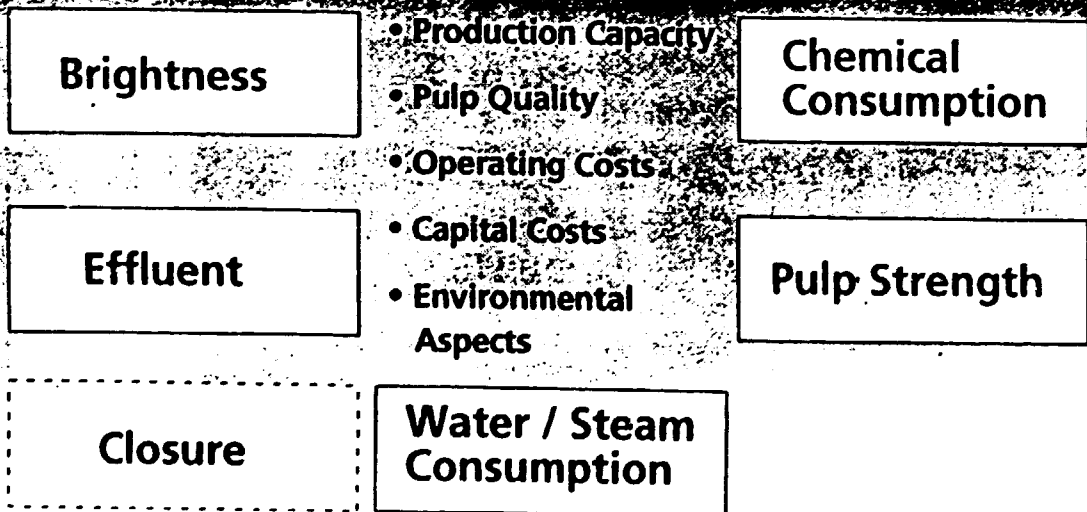 Brightness
• Production Capacity
• Pulp Quality
• Operating Costs
• Capital Costs
• Environmental
Aspects
Chemical
Consumption
Effluent
Pulp Strength
Closure
Water / Steam
Consumption